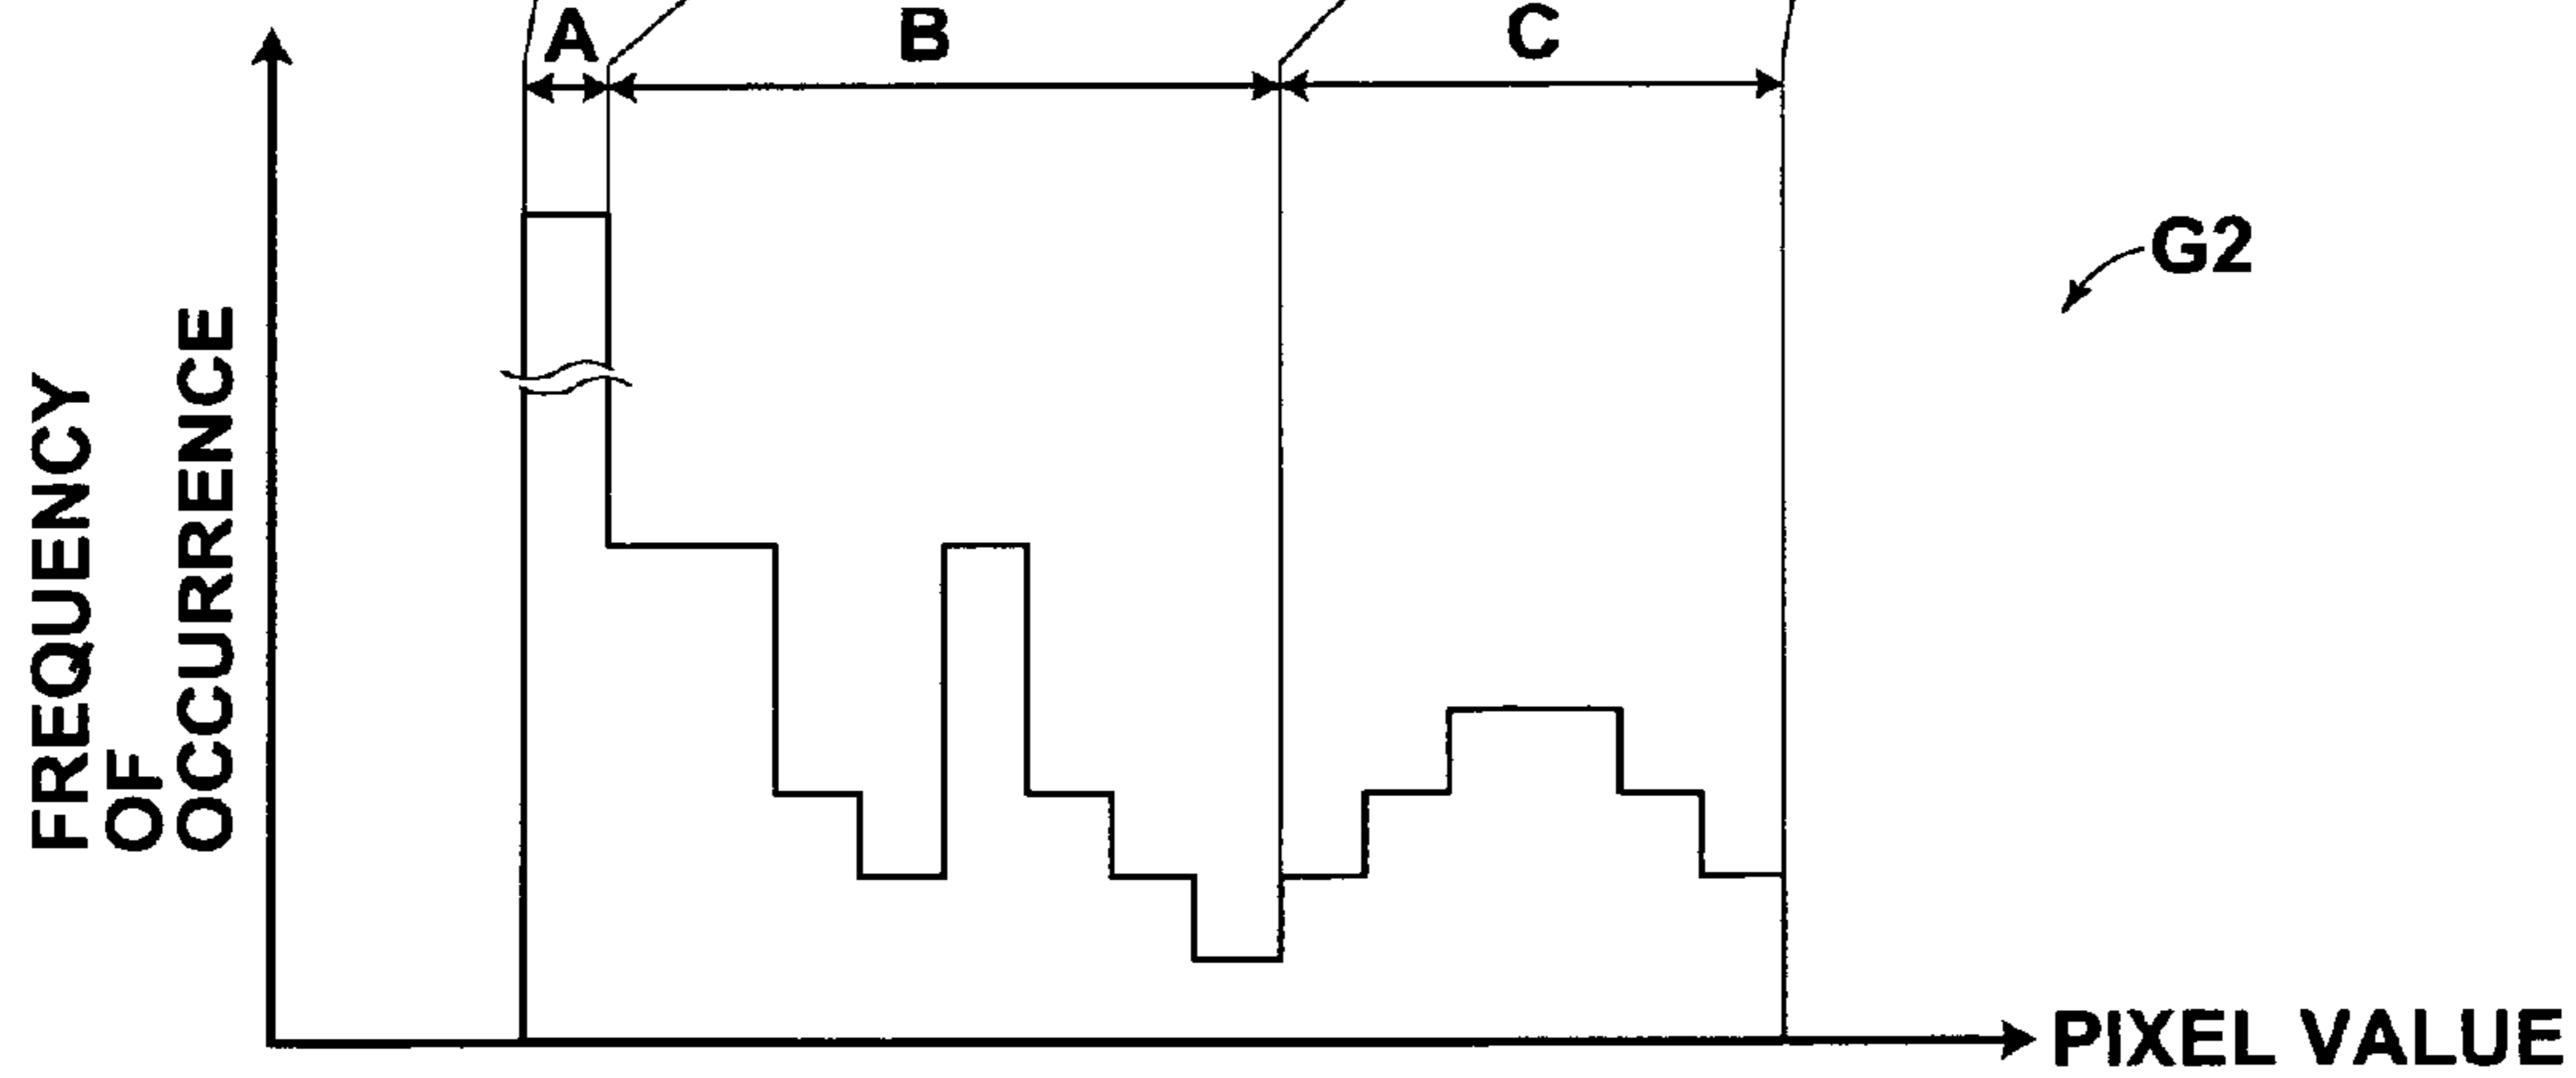 A B C
G2
FREQUENCY
OF
OCCURRENCE
PIXEL VALUE